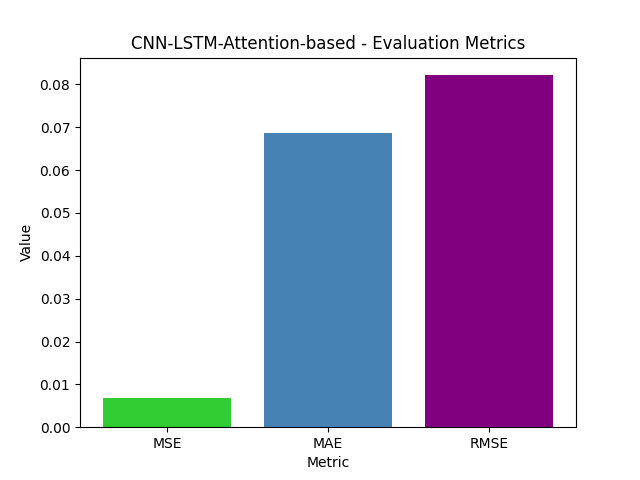 CNN-LSTM-Attention-based - Evaluation Metrics
0.08
0.07
0.06
0.05
0.04
0.03
0.02
0.01
0.00
Value
MSE MAE RMSE
Metric